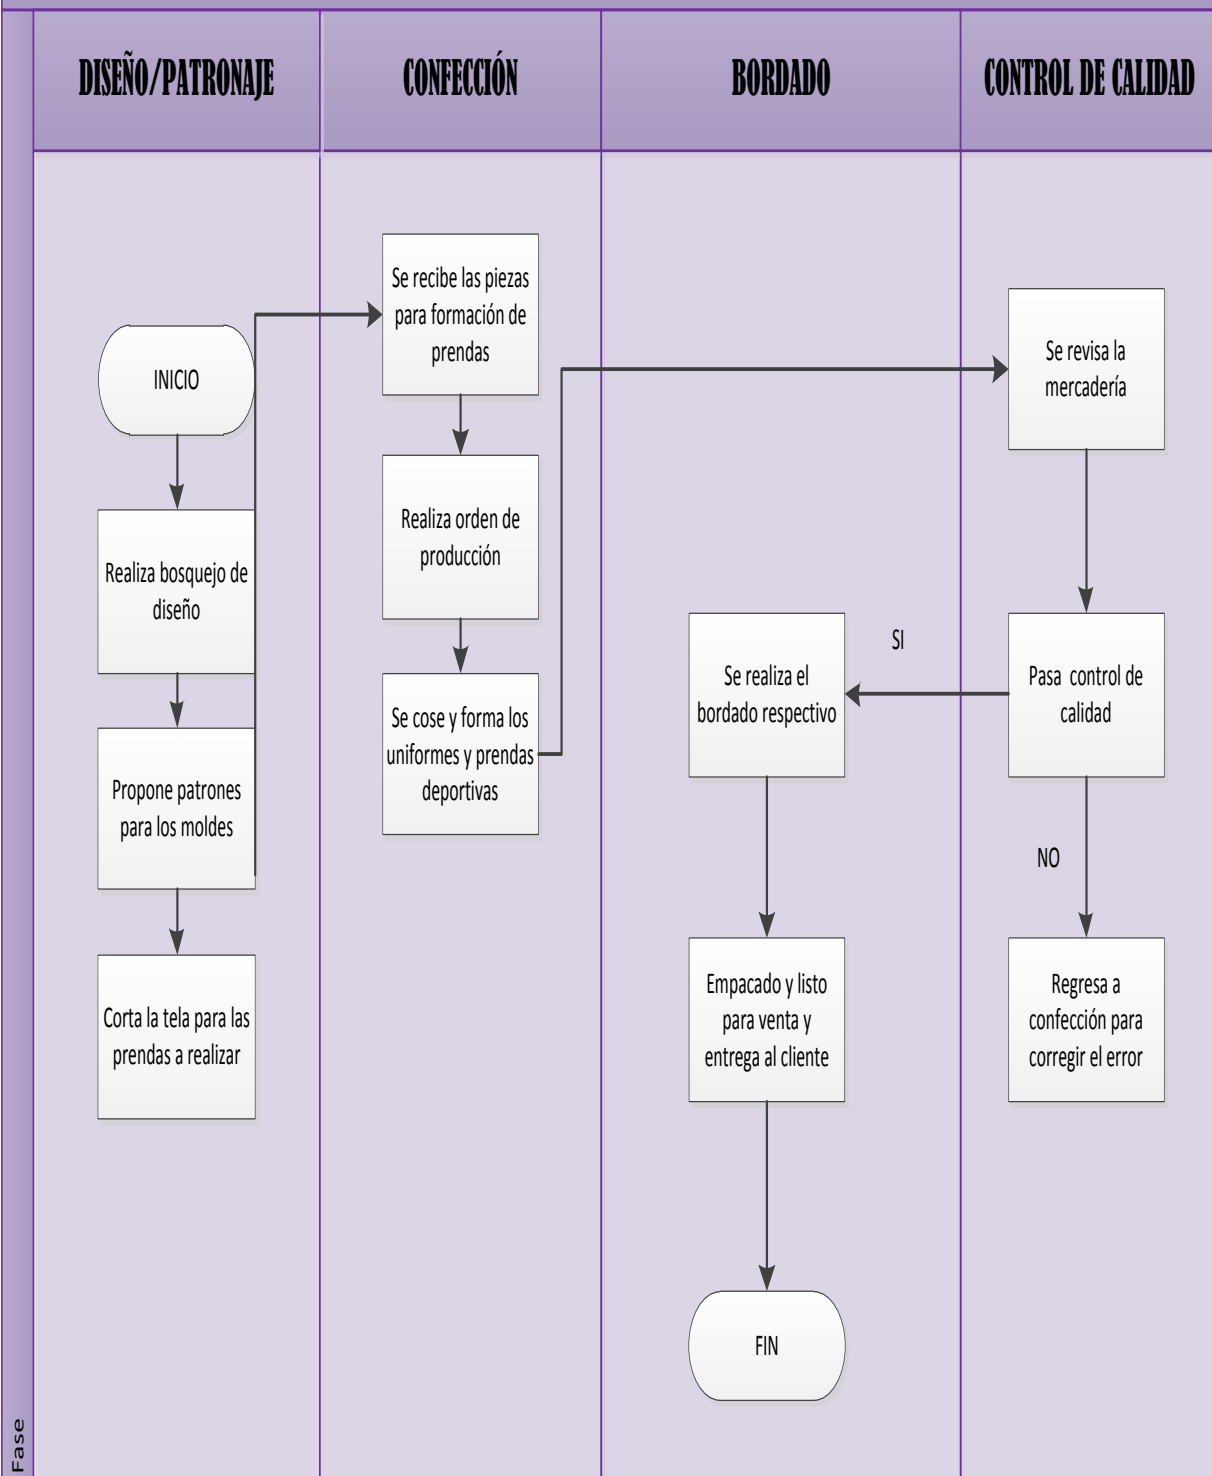 DISEÑO/PATRONAJE
CONFECCIÓN
BORDADO
CONTROL DE CALIDAD
INICIO
Realiza bosquejo de
diseño
Propone patrones
para los moldes
Corta la tela para las
prendas a realizar
Se recibe las piezas
para formación de
prendas
Realiza orden de
producción
Se cose y forma los
uniformes y prendas
deportivas
Se revisa la
mercadería
Pasa control de
calidad
SI
NO
Se realiza el
bordado respectivo
Empacado y listo
para venta y
entrega al cliente
Regresa a
confección para
corregir el error
FIN
Fase